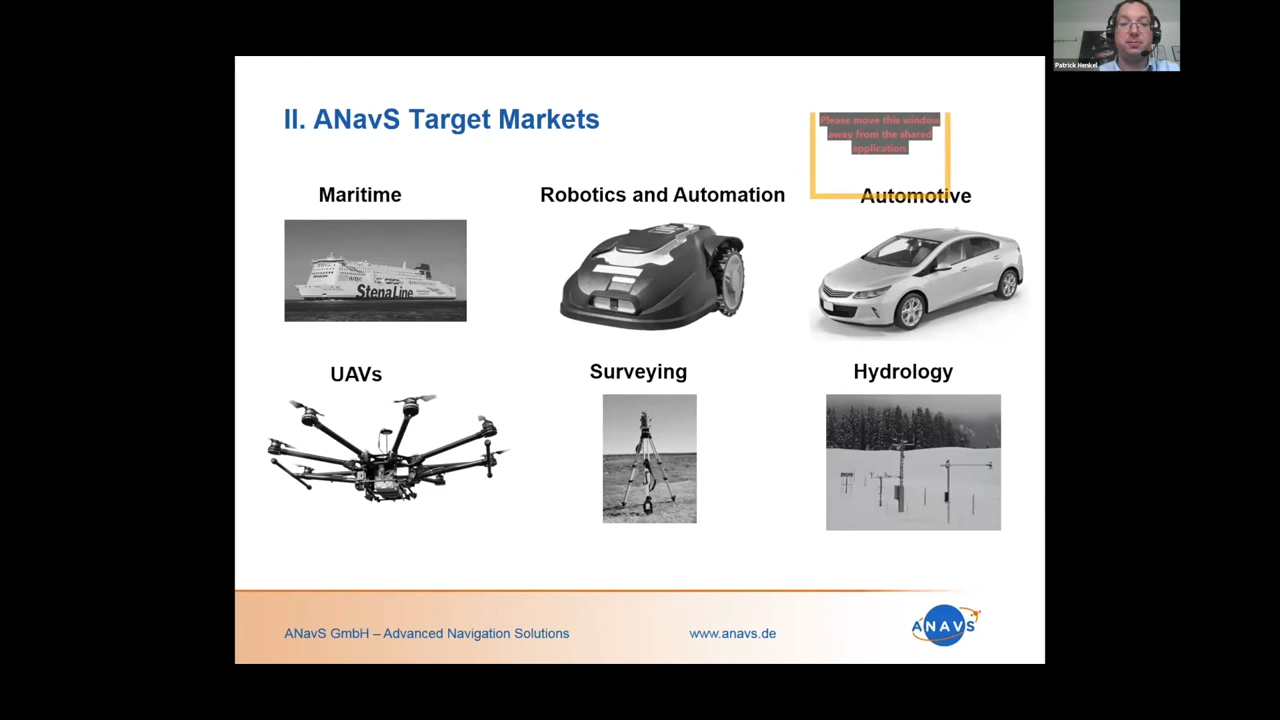 Patrick Henkel
II. ANavS Target Markets
Please move this window
away from the shared
application.
Maritime
Robotics and Automation
Automotive
StenaLine
UAVs
Surveying
Hydrology
ANavS GmbH – Advanced Navigation Solutions
www.anavs.de
ANAVS